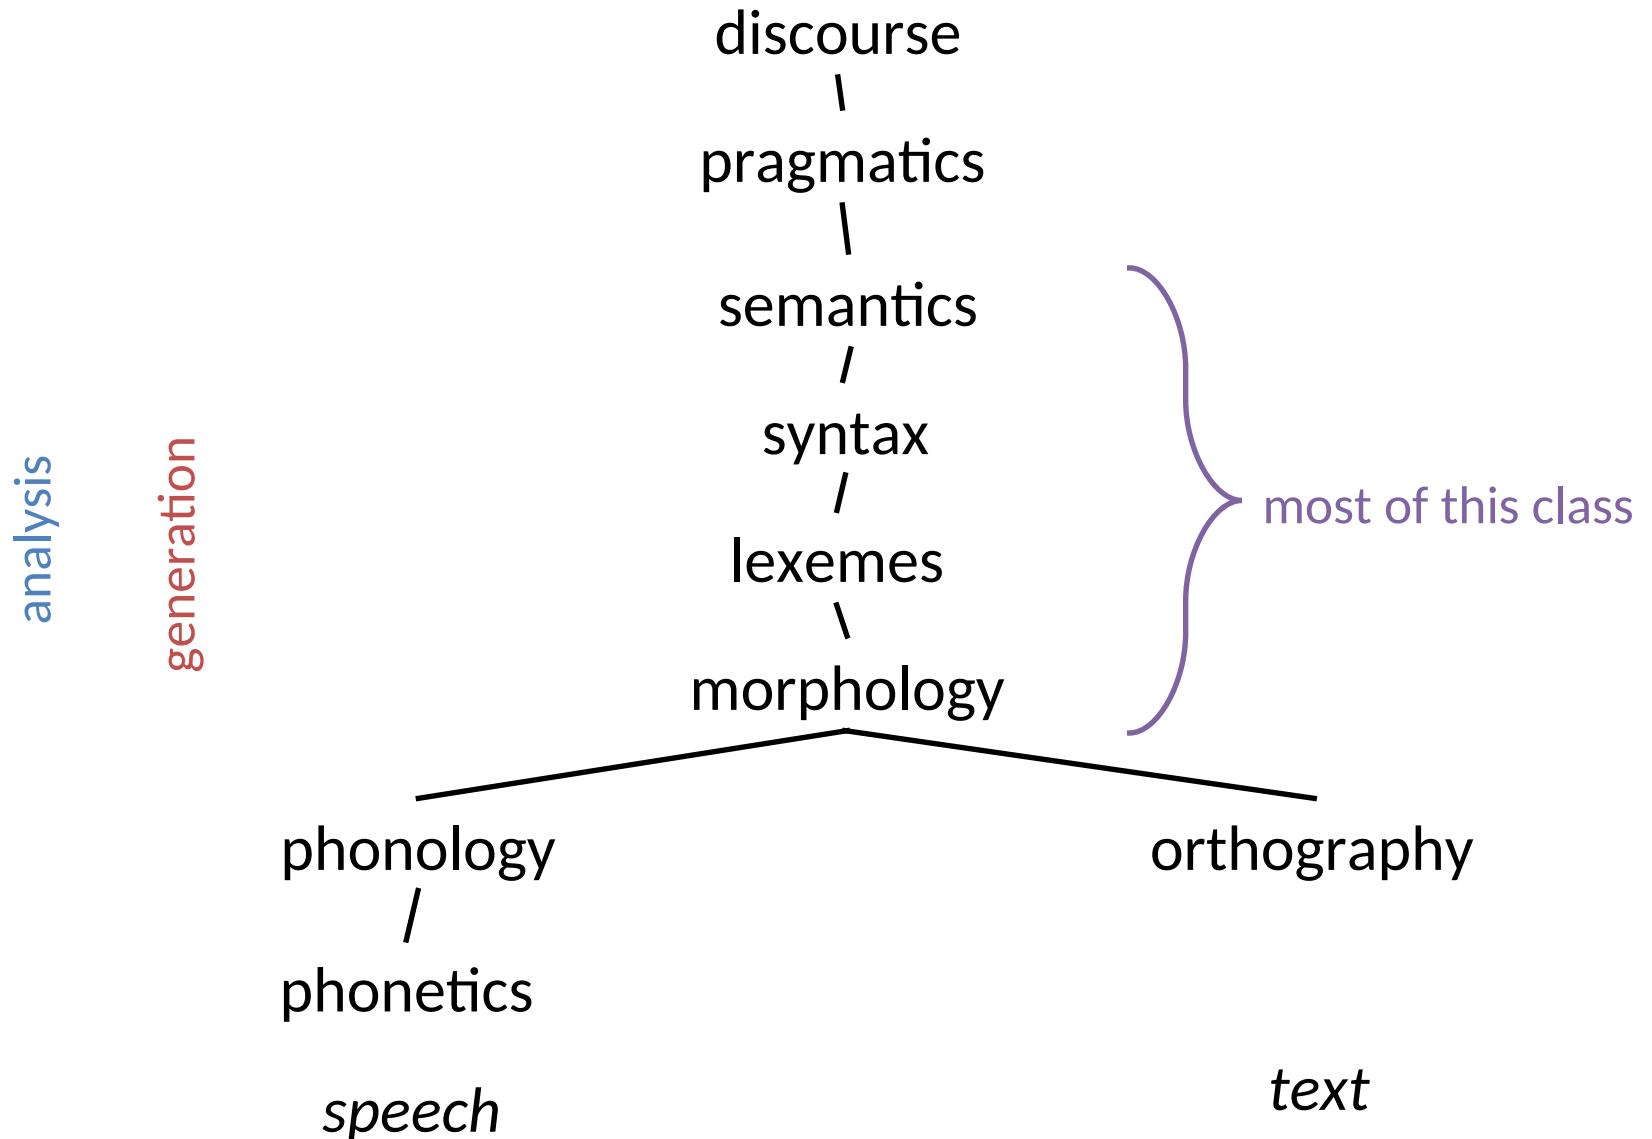 discourse
pragmatics
semantics
syntax
lexemes
morphology
analysis
generation
most of this class
phonology
orthography
phonetics
speech
text